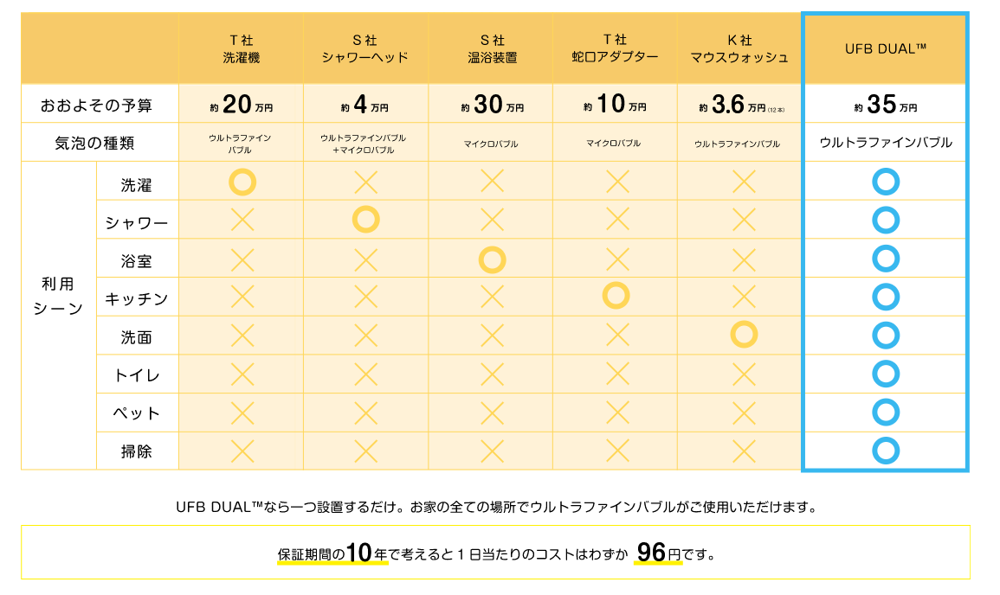 T社
洗濯機
S社
シャワーヘッド
S社
温浴装置
T社
蛇口アダプター
K社
マウスウォッシュ
UFB DUAL™
おおよその予算
約20万円
約4万円
約30万円
約10万円
約3.6万円(12本)
約35万円
気泡の種類
ウルトラファイン
バブル
ウルトラファインバブル
+マイクロバブル
マイクロバブル
マイクロバブル
ウルトラファインバブル
ウルトラファインバブル
利用
シーン
洗濯 ○ × × × × ○
シャワー × ○ × × × ○
浴室 × × ○ × × ○
キッチン × × × ○ × ○
洗面 × × × × ○ ○
トイレ × × × × × ○
ペット × × × × × ○
掃除 × × × × × ○
UFB DUAL™なら一つ設置するだけ。お家の全ての場所でウルトラファインバブルがご使用いただけます。
保証期間の10年で考えると1日当たりのコストはわずか 96円です。